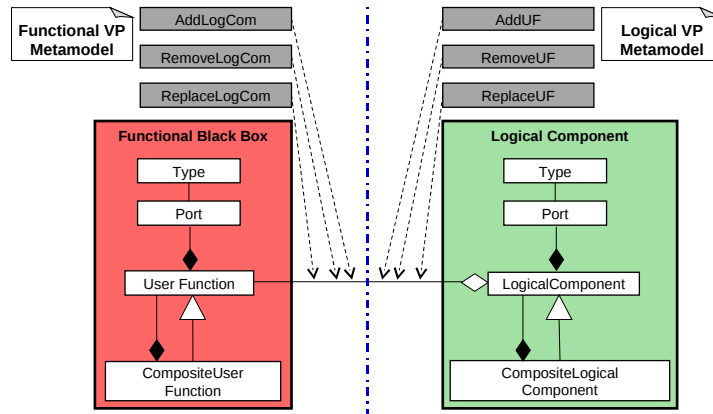 Functional VP
Metamodel
AddLogCom
RemoveLogCom
ReplaceLogCom
Functional Black Box
Type
Port
User Function
CompositeUser
Function
AddUF
RemoveUF
ReplaceUF
Logical VP
Metamodel
Logical Component
Type
Port
LogicalComponent
CompositeLogical
Component